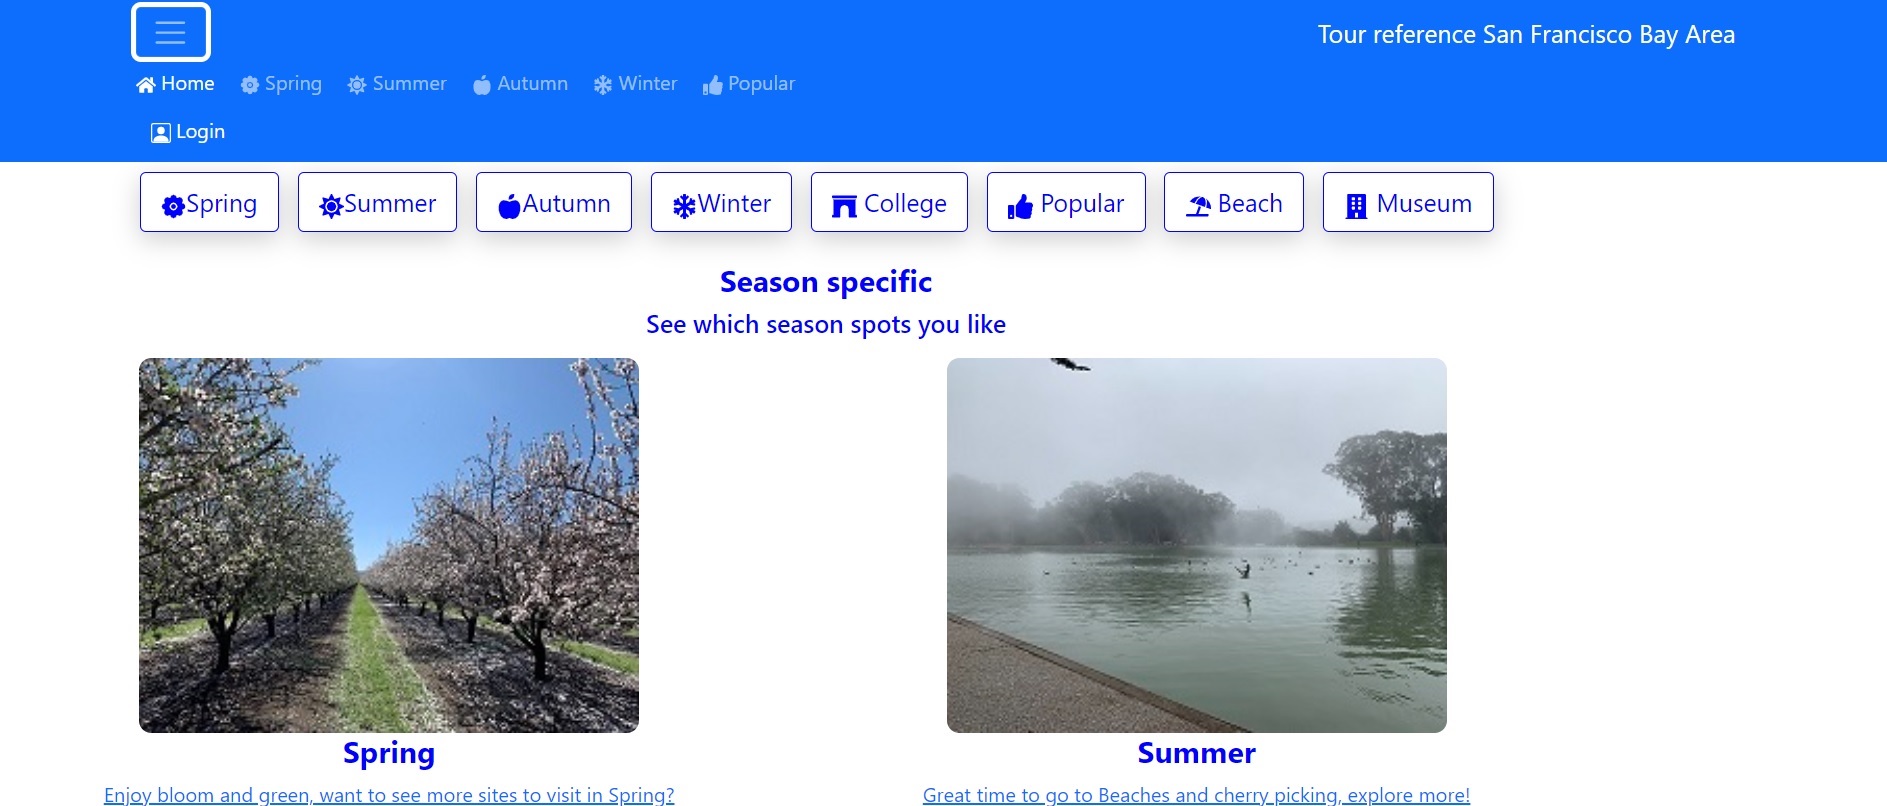 Tour reference San Francisco Bay Area
Home Spring Summer Autumn Winter Popular
Login
Spring Summer Autumn Winter College Popular Beach Museum
Season specific
See which season spots you like
Spring Summer
Enjoy bloom and green, want to see more sites to visit in Spring? Great time to go to Beaches and cherry picking, explore more!